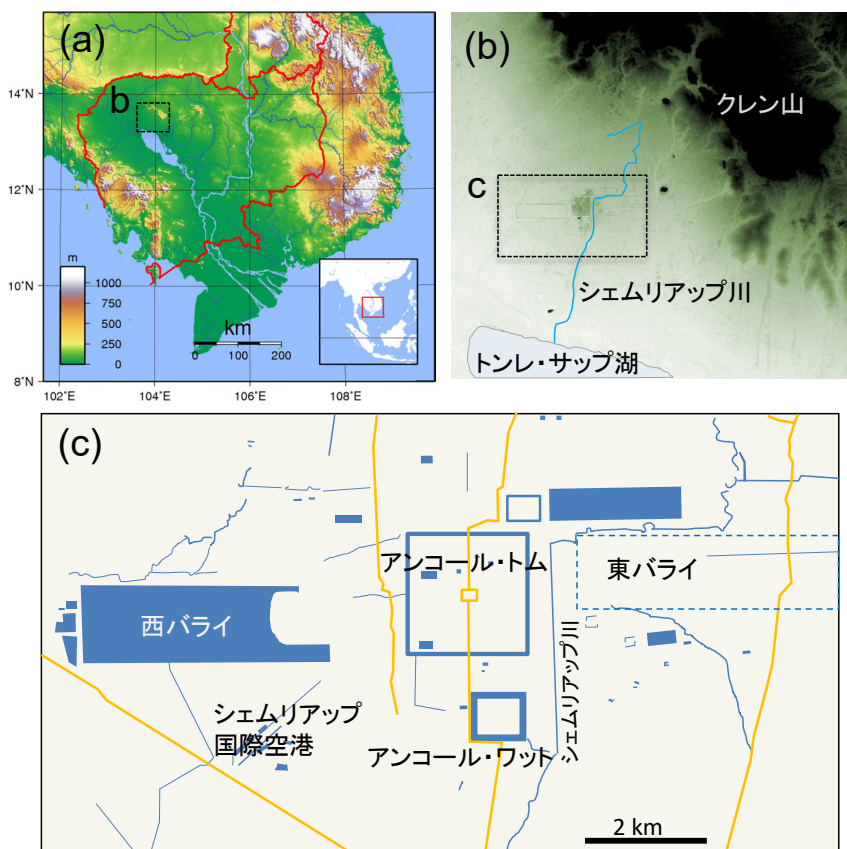 (a)
b
14°N
12°N
10°N
8°N
m
1000
750
500
250
100
0
km
0
100
200
102°E
104°E
106°E
108°E
(b)
クレン山
c
シェムリアップ川
トンレ・サップ湖
(c)
アンコール・トム
東バライ
西バライ
シェムリアップ川
シェムリアップ
国際空港
アンコール・ワット
2 km